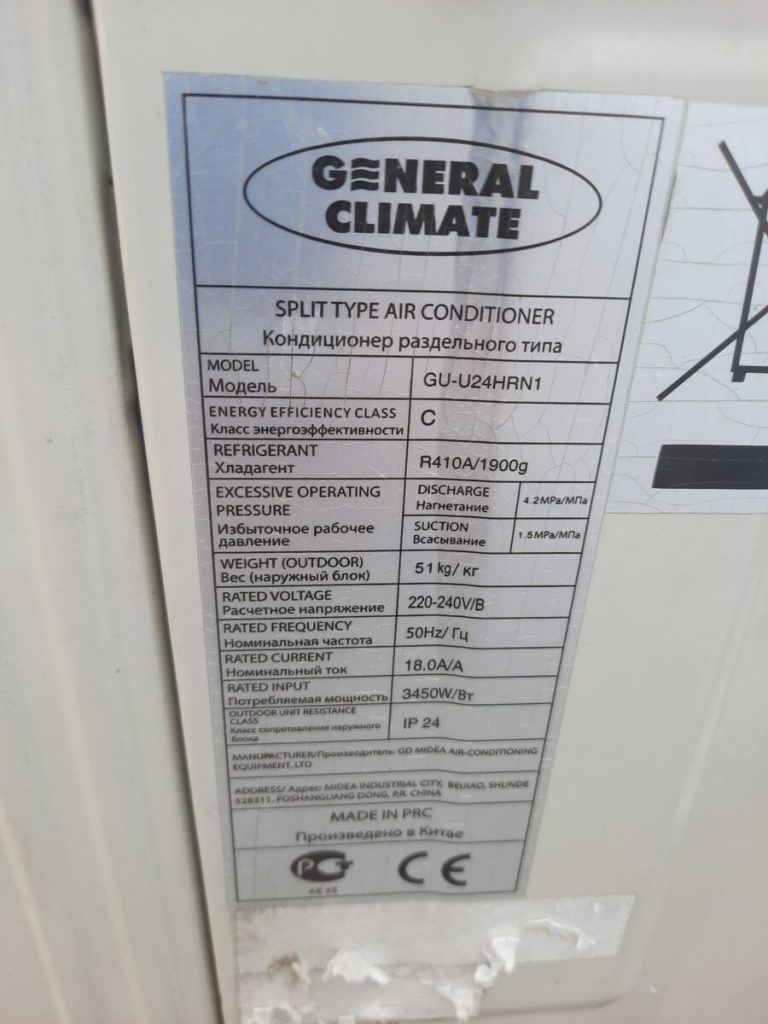 GENERAL
CLIMATE
SPLIT TYPE AIR CONDITIONER
Кондиционер раздельного типа
MODEL
Модель
GU-U24HRN1
ENERGY EFFICIENCY CLASS
Класс энергоэффективности
C
REFRIGERANT
Хладагент
R410A/1900g
EXCESSIVE OPERATING
PRESSURE
Избыточное рабочее
давление
DISCHARGE
Нагнетание
4.2MPa/МПа
SUCTION
Всасывание
1.5MPa/МПа
WEIGHT (OUTDOOR)
Вес (наружный блок)
51 kg/ кг
RATED VOLTAGE
Расчетное напряжение
220-240V/В
RATED FREQUENCY
Номинальная частота
50Hz/ Гц
RATED CURRENT
Номинальный ток
18.0A/А
RATED INPUT
Потребляемая мощность
3450W/Вт
OUTDOOR UNIT RESISTANCE
CLASS
Класс сопротивления наружного
блока
IP 24
MANUFACTURER/Производитель: GD MIDEA AIR-CONDITIONING
EQUIPMENT, LTD
ADDRESS/ Адрес: MIDEA INDUSTRIAL CITY, BEIJIAO, SHUNDE
528311, FOSHANGUANG DONG, P.R. CHINA
MADE IN PRC
Произведено в Китае
РСТ CE